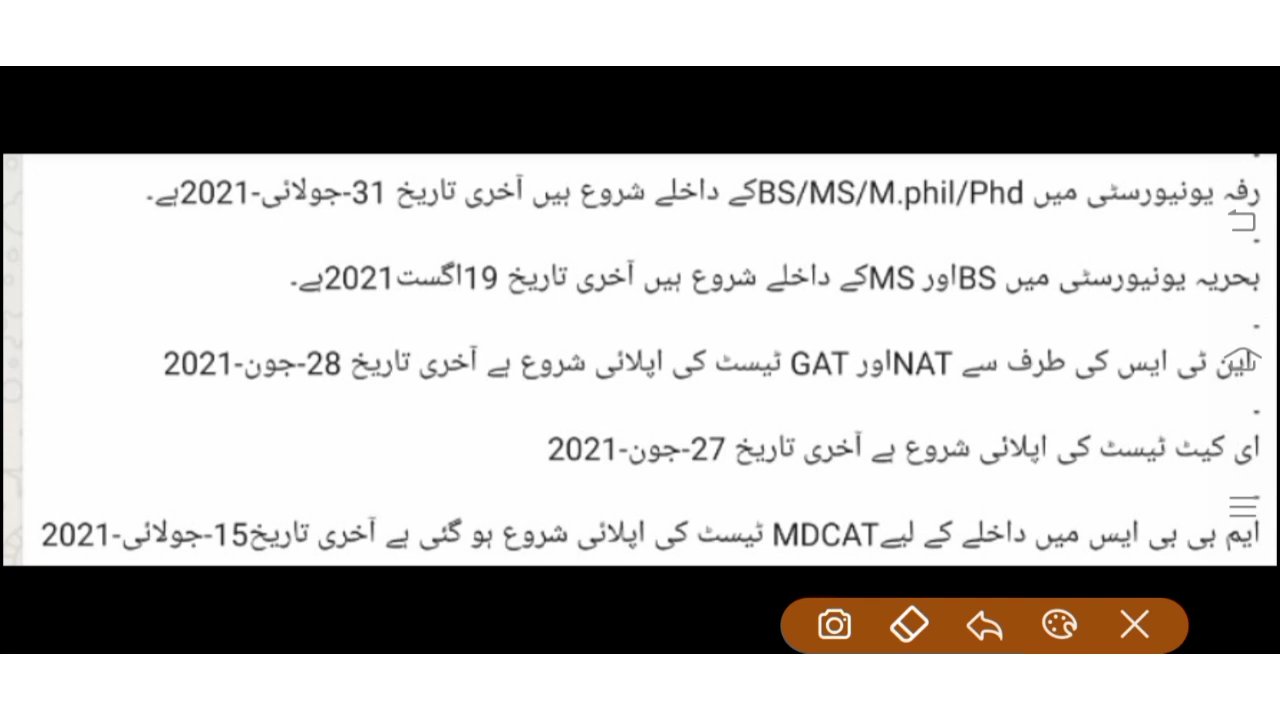 رفہ یونیورسٹی میں BS/MS/M.phil/Phdکے داخلے شروع ہیں آخری تاریخ 31-جولائی-2021ہے۔
بحریہ یونیورسٹی میں BSاور MSکے داخلے شروع ہیں آخری تاریخ 19اگست2021ہے۔
این ٹی ایس کی طرف سے NATاور GAT ٹیسٹ کی اپلائی شروع ہے آخری تاریخ 28-جون-2021
ای کیٹ ٹیسٹ کی اپلائی شروع ہے آخری تاریخ 27-جون-2021
ایم بی بی ایس میں داخلے کے لیےMDCAT ٹیسٹ کی اپلائی شروع ہو گئی ہے آخری تاریخ15-جولائی-2021